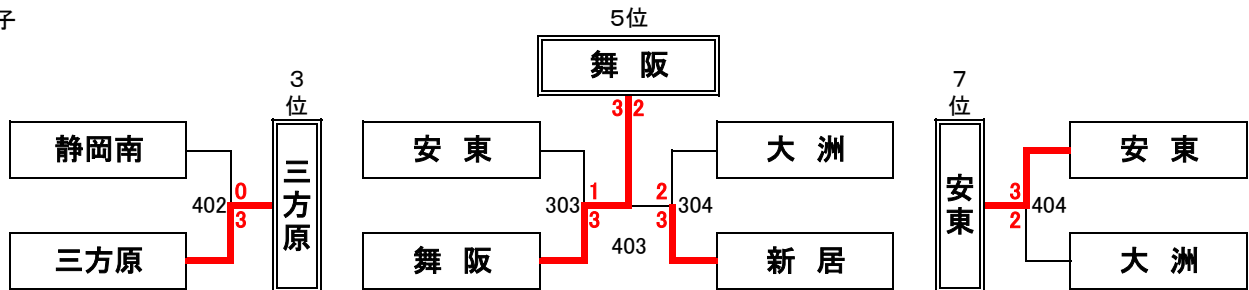 子
5位
舞 阪
3 2
3位
三方原
静岡南
三方原
402
0
3
安 東
舞 阪
303
1
3
403
2
3
304
大 洲
新 居
7位
安東
3
2
404
安 東
大 洲